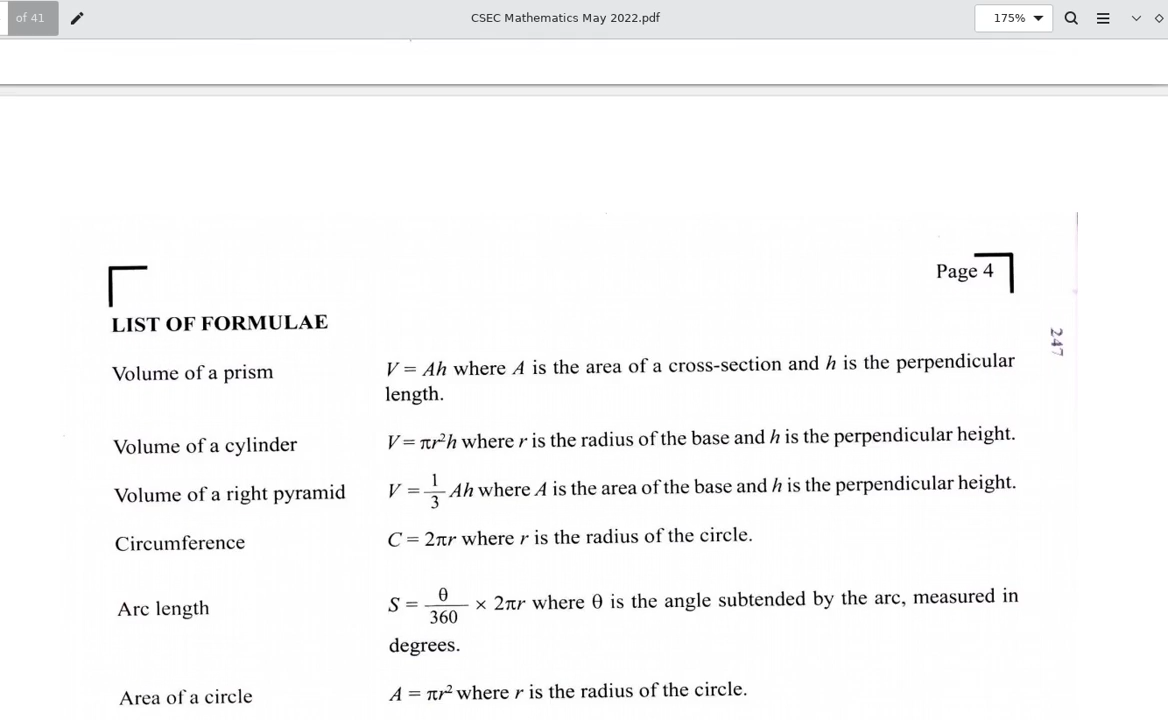 of 41 CSEC Mathematics May 2022.pdf 175%
Page 4
247
LIST OF FORMULAE
Volume of a prism V = Ah where A is the area of a cross-section and h is the perpendicular
length.
Volume of a cylinder V = πr²h where r is the radius of the base and h is the perpendicular height.
Volume of a right pyramid V = 1/3 Ah where A is the area of the base and h is the perpendicular height.
Circumference C = 2πr where r is the radius of the circle.
Arc length S = θ/360 × 2πr where θ is the angle subtended by the arc, measured in
degrees.
Area of a circle A = πr² where r is the radius of the circle.